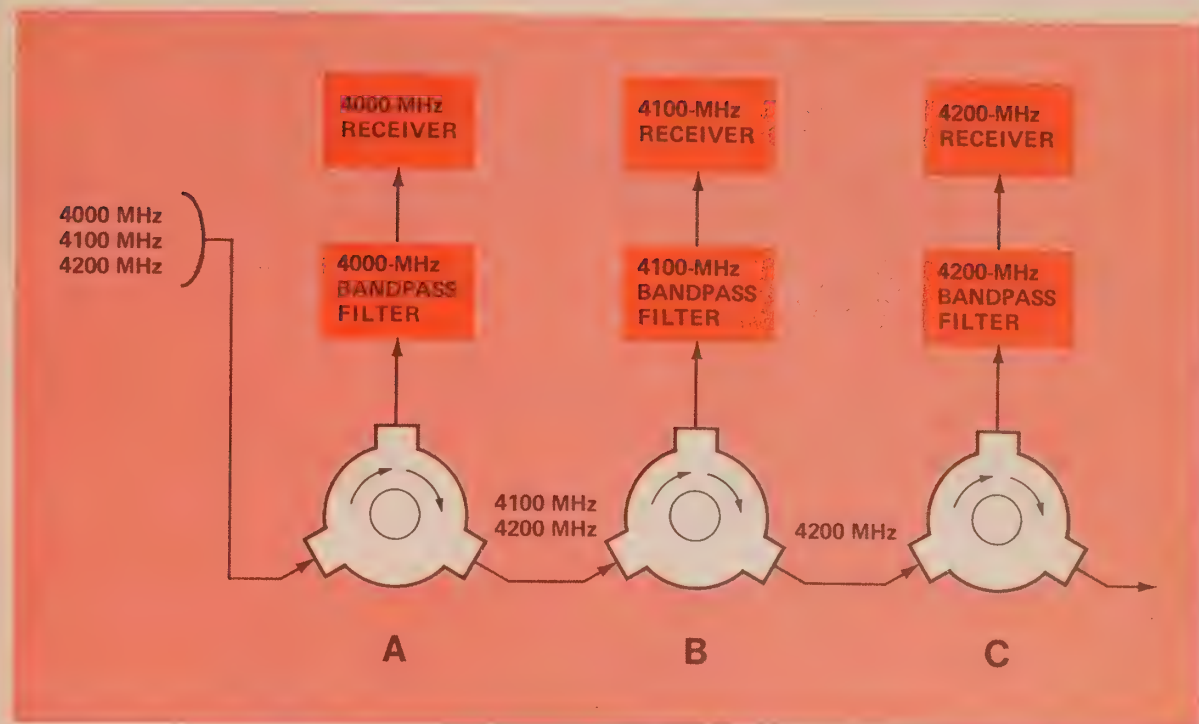 4000-MHz
RECEIVER
4100-MHz
RECEIVER
4200-MHz
RECEIVER
4000 MHz
4100 MHz
4200 MHz
4000-MHz
BANDPASS
FILTER
4100-MHz
BANDPASS
FILTER
4200-MHz
BANDPASS
FILTER
4100 MHz
4200 MHz
4200 MHz
A
B
C